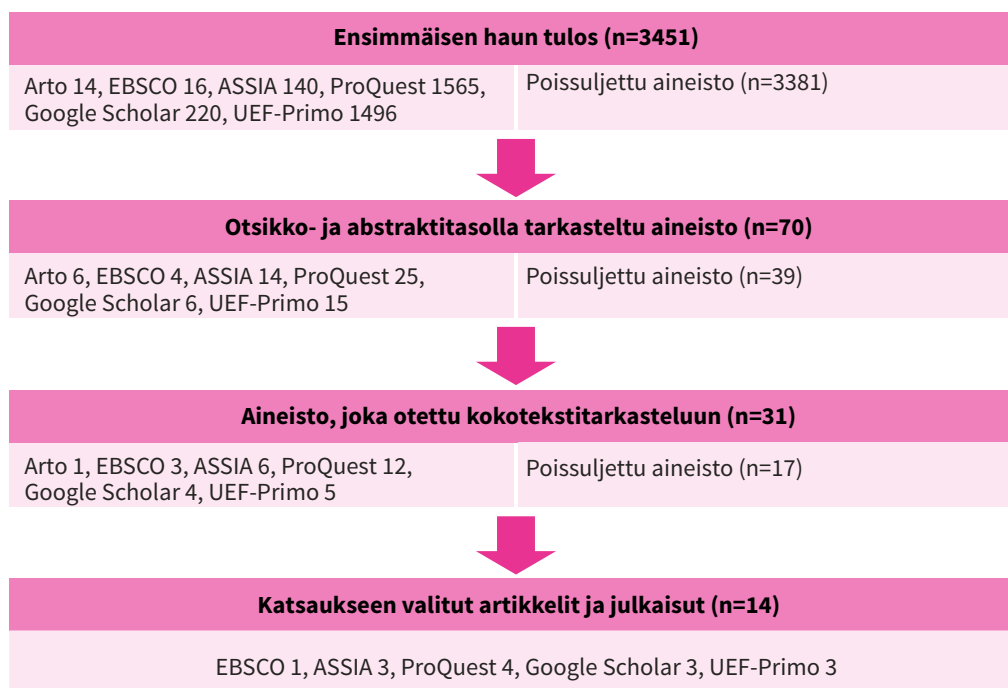 Ensimmäisen haun tulos (n=3451)
Arto 14, EBSCO 16, ASSIA 140, ProQuest 1565,
Google Scholar 220, UEF-Primo 1496
Poissuljettu aineisto (n=3381)
Otsikko- ja abstraktitasolla tarkasteltu aineisto (n=70)
Arto 6, EBSCO 4, ASSIA 14, ProQuest 25,
Google Scholar 6, UEF-Primo 15
Poissuljettu aineisto (n=39)
Aineisto, joka otettu kokotekstitarkasteluun (n=31)
Arto 1, EBSCO 3, ASSIA 6, ProQuest 12,
Google Scholar 4, UEF-Primo 5
Poissuljettu aineisto (n=17)
Katsaukseen valitut artikkelit ja julkaisut (n=14)
EBSCO 1, ASSIA 3, ProQuest 4, Google Scholar 3, UEF-Primo 3